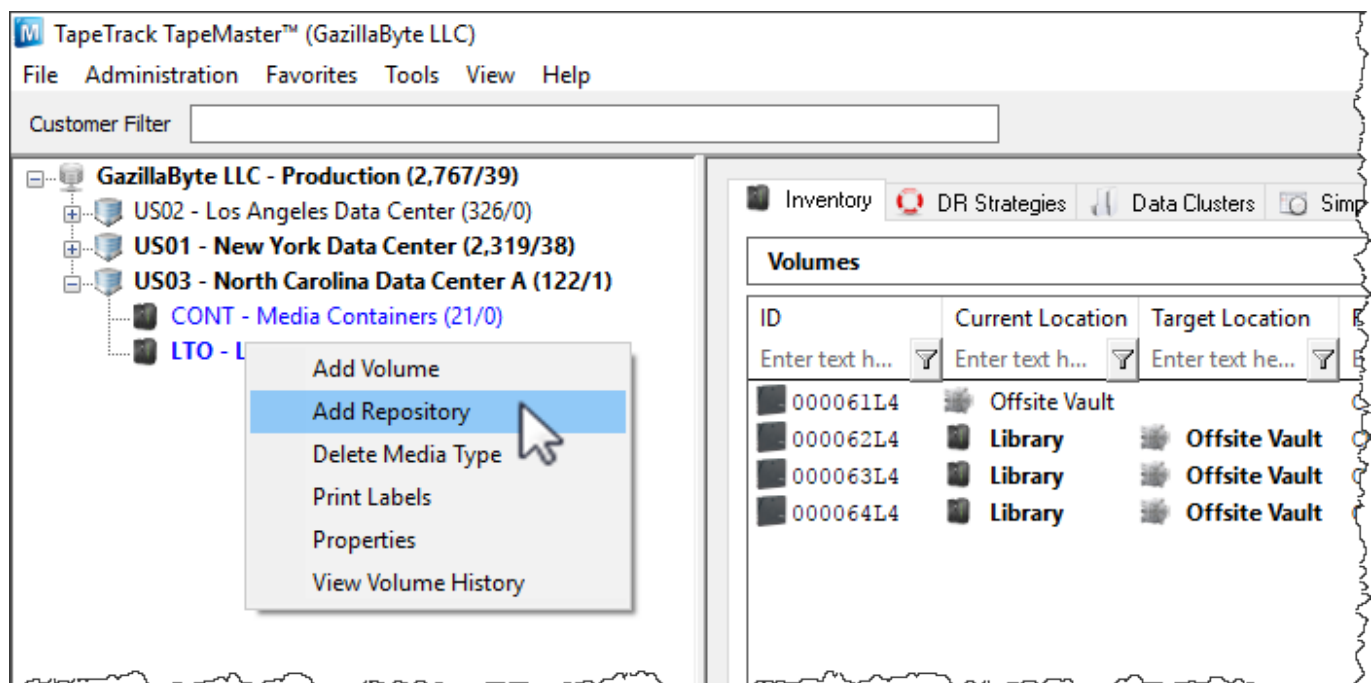 TapeTrack TapeMaster™ (GazillaByte LLC)
File Administration Favorites Tools View Help
Customer Filter
GazillaByte LLC - Production (2,767/39)
US02 - Los Angeles Data Center (326/0)
US01 - New York Data Center (2,319/38)
US03 - North Carolina Data Center A (122/1)
CONT - Media Containers (21/0)
LTO - L
Add Volume
Add Repository
Delete Media Type
Print Labels
Properties
View Volume History
Inventory DR Strategies Data Clusters Simp
Volumes
ID Current Location Target Location
Enter text h... Enter text h... Enter text he...
000061L4 Offsite Vault
000062L4 Library Offsite Vault
000063L4 Library Offsite Vault
000064L4 Library Offsite Vault